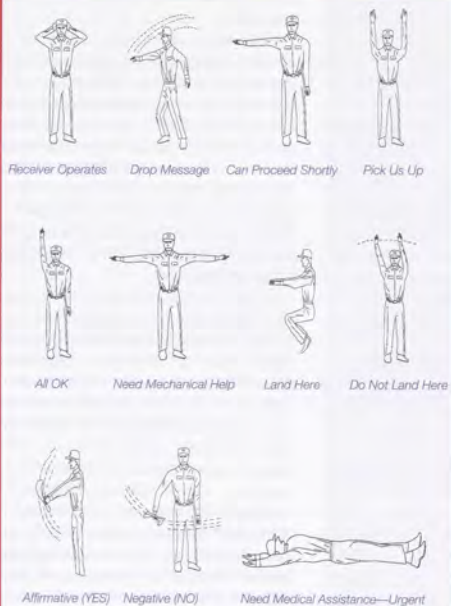 Receiver Operates
Drop Message
Can Proceed Shortly
Pick Us Up
All OK
Need Mechanical Help
Land Here
Do Not Land Here
Affirmative (YES)
Negative (NO)
Need Medical Assistance—Urgent